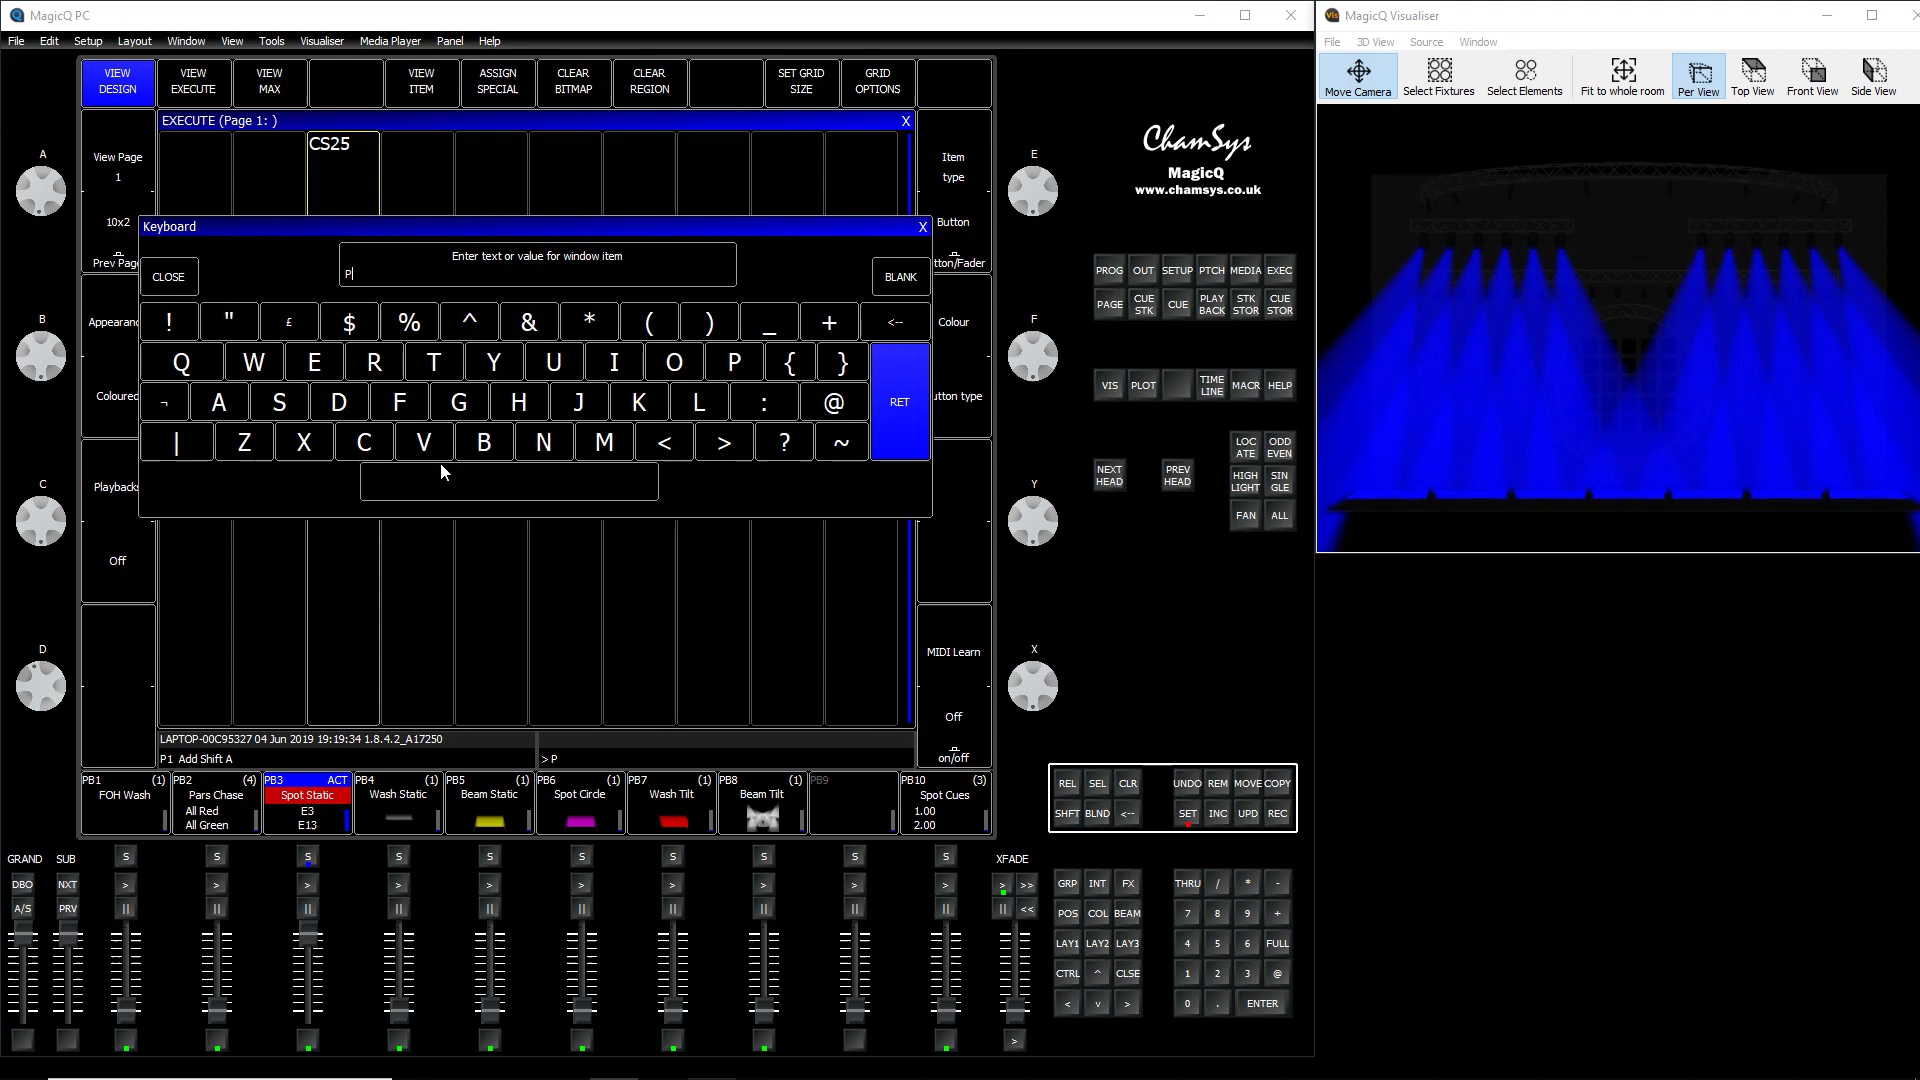 MagicQ PC
File Edit Setup Layout Window View Tools Visualiser Media Player Panel Help
VIEW DESIGN
VIEW EXECUTE
VIEW MAX
VIEW ITEM
ASSIGN SPECIAL
CLEAR BITMAP
CLEAR REGION
SET GRID SIZE
GRID OPTIONS
EXECUTE (Page 1: ) X
CS25
A
B
C
D
View Page
1
10x2
Prev Page
Appearanc
Coloured
Playbacks
Off
Item type
Button
tton/Fader
Colour
utton type
MIDI Learn
Off
on/off
Keyboard X
Enter text or value for window item
CLOSE P BLANK
! " £ $ % ^ & * ( ) _ + <--
Q W E R T Y U I O P { }
¬ A S D F G H J K L : @ RET
| Z X C V B N M < > ? ~
LAPTOP-00C95327 04 Jun 2019 19:19:34 1.8.4.2_A17250
P1 Add Shift A > P
PB1 (1) PB2 (4) PB3 ACT PB4 (1) PB5 (1) PB6 (1) PB7 (1) PB8 (1) PB9 PB10 (3)
FOH Wash Pars Chase Spot Static Wash Static Beam Static Spot Circle Wash Tilt Beam Tilt Spot Cues
All Red E3 1.00
All Green E13 2.00
GRAND SUB S S S S S S S S S S XFADE
DBO NXT > > > > > > > > > > > >>
A/S PRV || || || || || || || || || || || <<
>
E
F
Y
X
ChamSys
MagicQ
www.chamsys.co.uk
PROG OUT SETUP PTCH MEDIA EXEC
PAGE CUE STK CUE PLAY BACK STK STOR CUE STOR
VIS PLOT TIME LINE MACR HELP
NEXT HEAD PREV HEAD
LOC ATE ODD EVEN
HIGH LIGHT SIN GLE
FAN ALL
REL SEL CLR UNDO REM MOVE COPY
SHFT BLND <-- SET INC UPD REC
GRP INT FX THRU / * -
POS COL BEAM 7 8 9 +
LAY1 LAY2 LAY3 4 5 6 FULL
CTRL ^ CLSE 1 2 3 @
< v > 0 . ENTER
Vis MagicQ Visualiser
File 3D View Source Window
Move Camera Select Fixtures Select Elements Fit to whole room Per View Top View Front View Side View